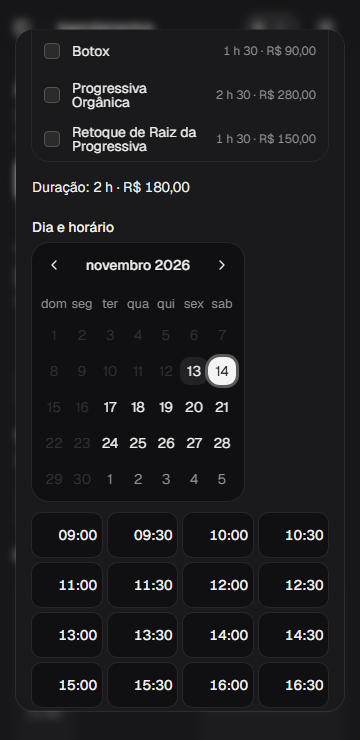 Botox 1 h 30 · R$ 90,00
Progressiva
Orgânica
2 h 30 · R$ 280,00
Retoque de Raiz da
Progressiva
1 h 30 · R$ 150,00
Duração: 2 h · R$ 180,00
Dia e horário
novembro 2026
dom seg ter qua qui sex sab
1 2 3 4 5 6 7
8 9 10 11 12 13 14
15 16 17 18 19 20 21
22 23 24 25 26 27 28
29 30 1 2 3 4 5
09:00 09:30 10:00 10:30
11:00 11:30 12:00 12:30
13:00 13:30 14:00 14:30
15:00 15:30 16:00 16:30